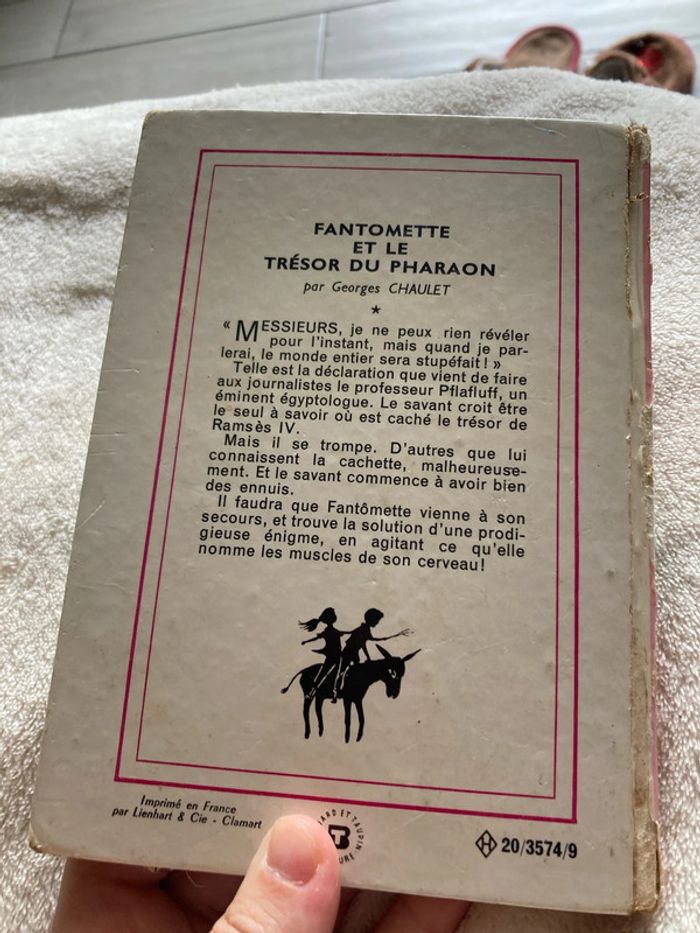 FANTOMETTE
ET LE
TRÉSOR DU PHARAON
par Georges CHAULET
« MESSIEURS, je ne peux rien révéler
pour l'instant, mais quand je par-
lerai, le monde entier sera stupéfait ! »
Telle est la déclaration que vient de faire
aux journalistes le professeur Pflafluff, un
éminent égyptologue. Le savant croit être
le seul à savoir où est caché le trésor de
Ramsès IV.
Mais il se trompe. D'autres que lui
connaissent la cachette, malheureuse-
ment. Et le savant commence à avoir bien
des ennuis.
Il faudra que Fantômette vienne à son
secours, et trouve la solution d'une prodi-
gieuse énigme, en agitant ce qu'elle
nomme les muscles de son cerveau !
Imprimé en France
par Lienhart & Cie - Clamart
ET TAUPIN
H 20/3574/9